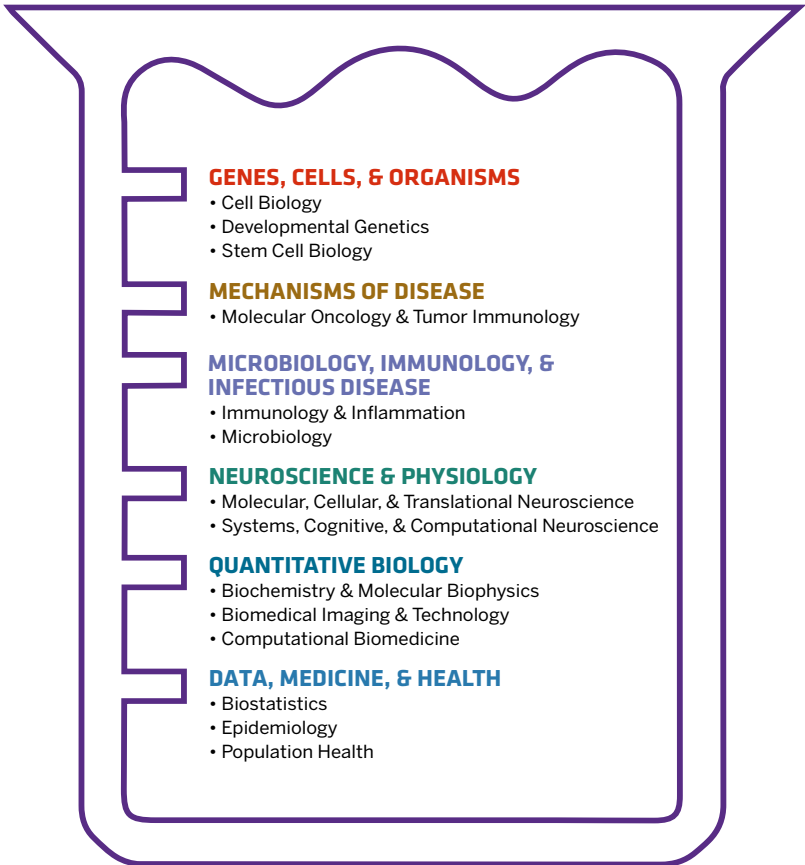 GENES, CELLS, & ORGANISMS
• Cell Biology
• Developmental Genetics
• Stem Cell Biology
MECHANISMS OF DISEASE
• Molecular Oncology & Tumor Immunology
MICROBIOLOGY, IMMUNOLOGY, &
INFECTIOUS DISEASE
• Immunology & Inflammation
• Microbiology
NEUROSCIENCE & PHYSIOLOGY
• Molecular, Cellular, & Translational Neuroscience
• Systems, Cognitive, & Computational Neuroscience
QUANTITATIVE BIOLOGY
• Biochemistry & Molecular Biophysics
• Biomedical Imaging & Technology
• Computational Biomedicine
DATA, MEDICINE, & HEALTH
• Biostatistics
• Epidemiology
• Population Health